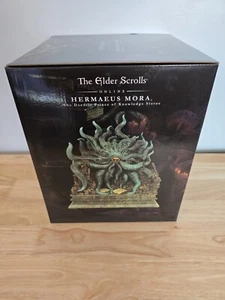 The Elder Scrolls
ONLINE
HERMAEUS MORA,
The Daedric Prince of Knowledge Statue